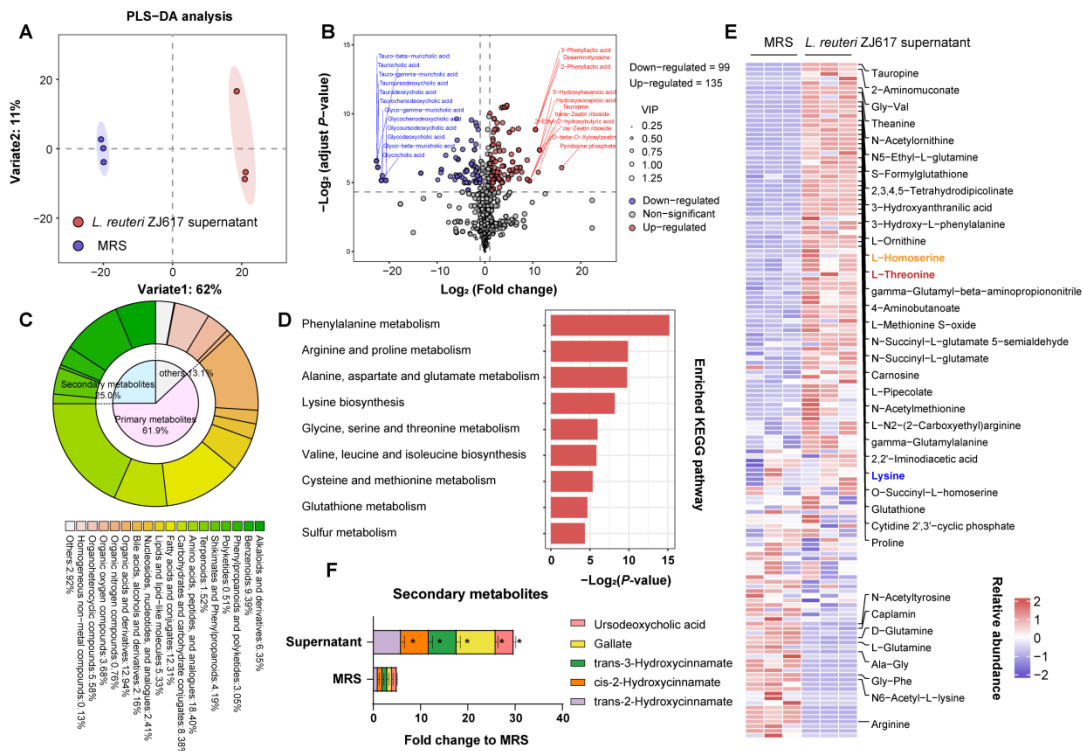 PLS−DA analysis
A
Variate2: 11%
20
0
−20
L. reuteri ZJ617 supernatant
MRS
−20
0
20
Variate1: 62%
B
−Log₂ (adjust P−value)
15
10
5
0
−20
−10
0
10
20
Log₂ (Fold change)
Tauro−beta−muricholic acid
Taurocholic acid
Tauro−gamma−muricholic acid
Tauroursodeoxycholic acid
Taurodeoxycholic acid
Taurochenodeoxycholic acid
Glyco−gamma−muricholic acid
Glycochenodeoxycholic acid
Glycoursodeoxycholic acid
Glycodeoxycholic acid
Glyco−beta−muricholic acid
Glycocholic acid
3−Phenyllactic acid
Desaminotyrosine
2−Phenyllactic acid
5−Hydroxyhexanoic acid
Hydroxyisocaproic acid
Tauropine
trans−Zeatin riboside
2−Ethyl−2−hydroxybutyric acid
cis−Zeatin riboside
Pyridoxine phosphate
Down−regulated = 99
Up−regulated = 135
VIP
0.25
0.50
0.75
1.00
1.25
Down−regulated
Non−significant
Up−regulated
C
Secondary metabolites
25.0%
others 13.1%
Primary metabolites
61.9%
Alkaloids and derivatives:6.35%
Benzenoids:9.39%
Phenylpropanoids and polyketides:3.05%
Polyketides:0.51%
Shikimates and Phenylpropanoids:4.19%
Terpenoids:1.52%
Amino acids, peptides, and analogues:18.40%
Carbohydrates and carbohydrate conjugates:8.38%
Fatty acids and conjugates:12.31%
Lipids and lipid−like molecules:5.33%
Nucleosides, nucleotides, and analogues:2.41%
Bile acids, alcohols and derivatives:2.16%
Organic acids and derivatives:12.94%
Organic nitrogen compounds:0.76%
Organic oxygen compounds:3.68%
Organoheterocyclic compounds:5.58%
Homogeneous non−metal compounds:0.13%
Others:2.92%
D
Phenylalanine metabolism
Arginine and proline metabolism
Alanine, aspartate and glutamate metabolism
Lysine biosynthesis
Glycine, serine and threonine metabolism
Valine, leucine and isoleucine biosynthesis
Cysteine and methionine metabolism
Glutathione metabolism
Sulfur metabolism
0
5
10
15
−Log₂(P−value)
Enriched KEGG pathway
F
Secondary metabolites
Supernatant
MRS
* * * * *
0
20
40
Fold change to MRS
Ursodeoxycholic acid
Gallate
trans−3−Hydroxycinnamate
cis−2−Hydroxycinnamate
trans−2−Hydroxycinnamate
E
MRS
L. reuteri ZJ617 supernatant
Tauropine
2−Aminomuconate
Gly−Val
Theanine
N−Acetylornithine
N5−Ethyl−L−glutamine
S−Formylglutathione
2,3,4,5−Tetrahydrodipicolinate
3−Hydroxyanthranilic acid
3−Hydroxy−L−phenylalanine
L−Ornithine
L−Homoserine
L−Threonine
gamma−Glutamyl−beta−aminopropiononitrile
4−Aminobutanoate
L−Methionine S−oxide
N−Succinyl−L−glutamate 5−semialdehyde
N−Succinyl−L−glutamate
Carnosine
L−Pipecolate
N−Acetylmethionine
L−N2−(2−Carboxyethyl)arginine
gamma−Glutamylalanine
2,2'−Iminodiacetic acid
Lysine
O−Succinyl−L−homoserine
Glutathione
Cytidine 2',3'−cyclic phosphate
Proline
N−Acetyltyrosine
Caplamin
D−Glutamine
L−Glutamine
Ala−Gly
Gly−Phe
N6−Acetyl−L−lysine
Arginine
Relative abundance
2
1
0
−1
−2